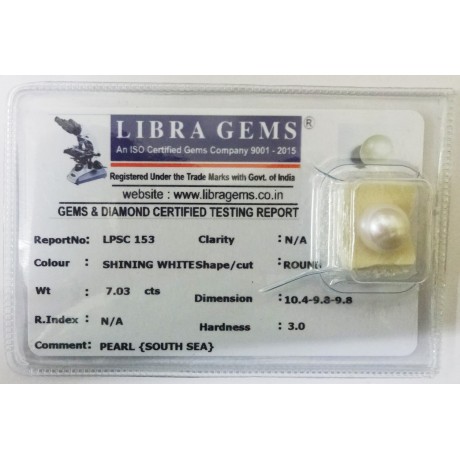 LIBRA GEMS ®
An ISO Certified Gems Company 9001 - 2015
Registered Under the Trade Marks with Govt. of India
website : www.libragems.co.in
GEMS & DIAMOND CERTIFIED TESTING REPORT
ReportNo: LPSC 153 Clarity : N/A
Colour : SHINING WHITE Shape/cut : ROUND
Wt : 7.03 cts Dimension : 10.4-9.8-9.8
R.Index : N/A Hardness : 3.0
Comment: PEARL {SOUTH SEA}